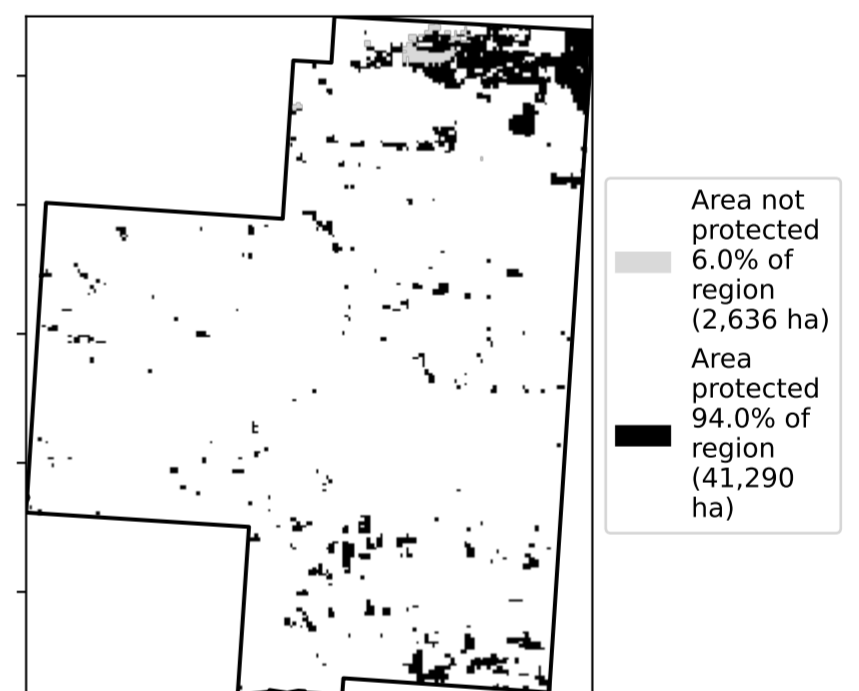 Area not
protected
6.0% of
region
(2,636 ha)
Area
protected
94.0% of
region
(41,290
ha)